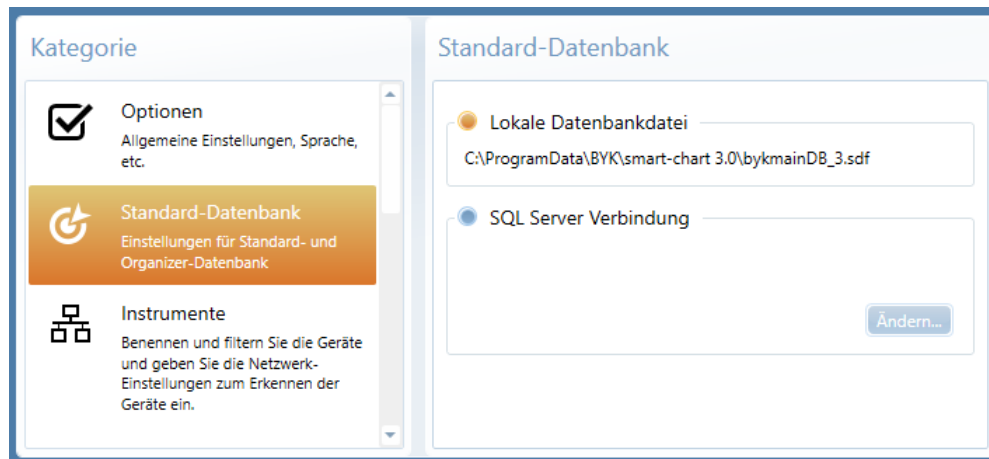 Kategorie
Optionen
Allgemeine Einstellungen, Sprache,
etc.
Standard-Datenbank
Einstellungen für Standard- und
Organizer-Datenbank
Instrumente
Benennen und filtern Sie die Geräte
und geben Sie die Netzwerk-
Einstellungen zum Erkennen der
Geräte ein.
Standard-Datenbank
Lokale Datenbankdatei
C:\ProgramData\BYK\smart-chart 3.0\bykmainDB_3.sdf
SQL Server Verbindung
Ändern...